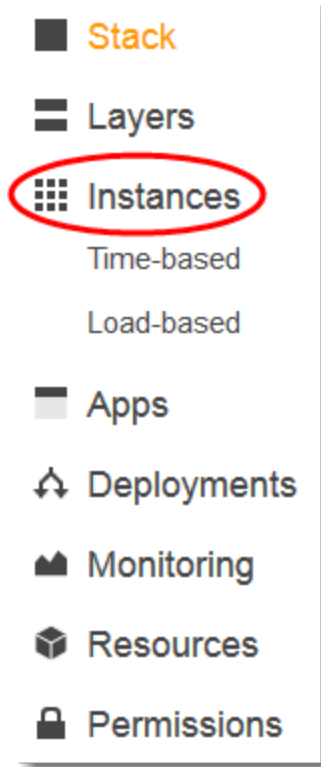 Stack
Layers
Instances
Time-based
Load-based
Apps
Deployments
Monitoring
Resources
Permissions